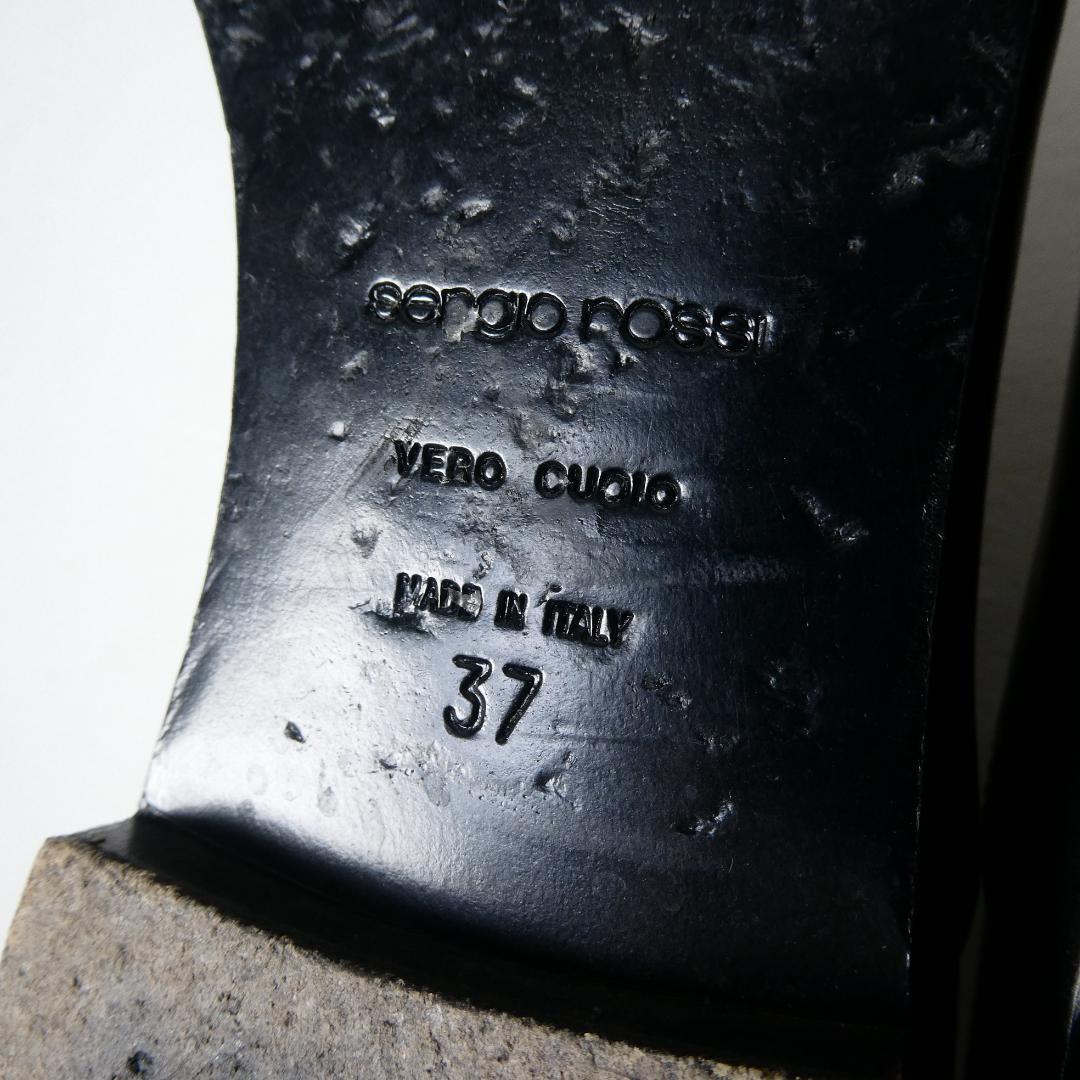 sergio rossi
VERO CUOIO
MADE IN ITALY
37